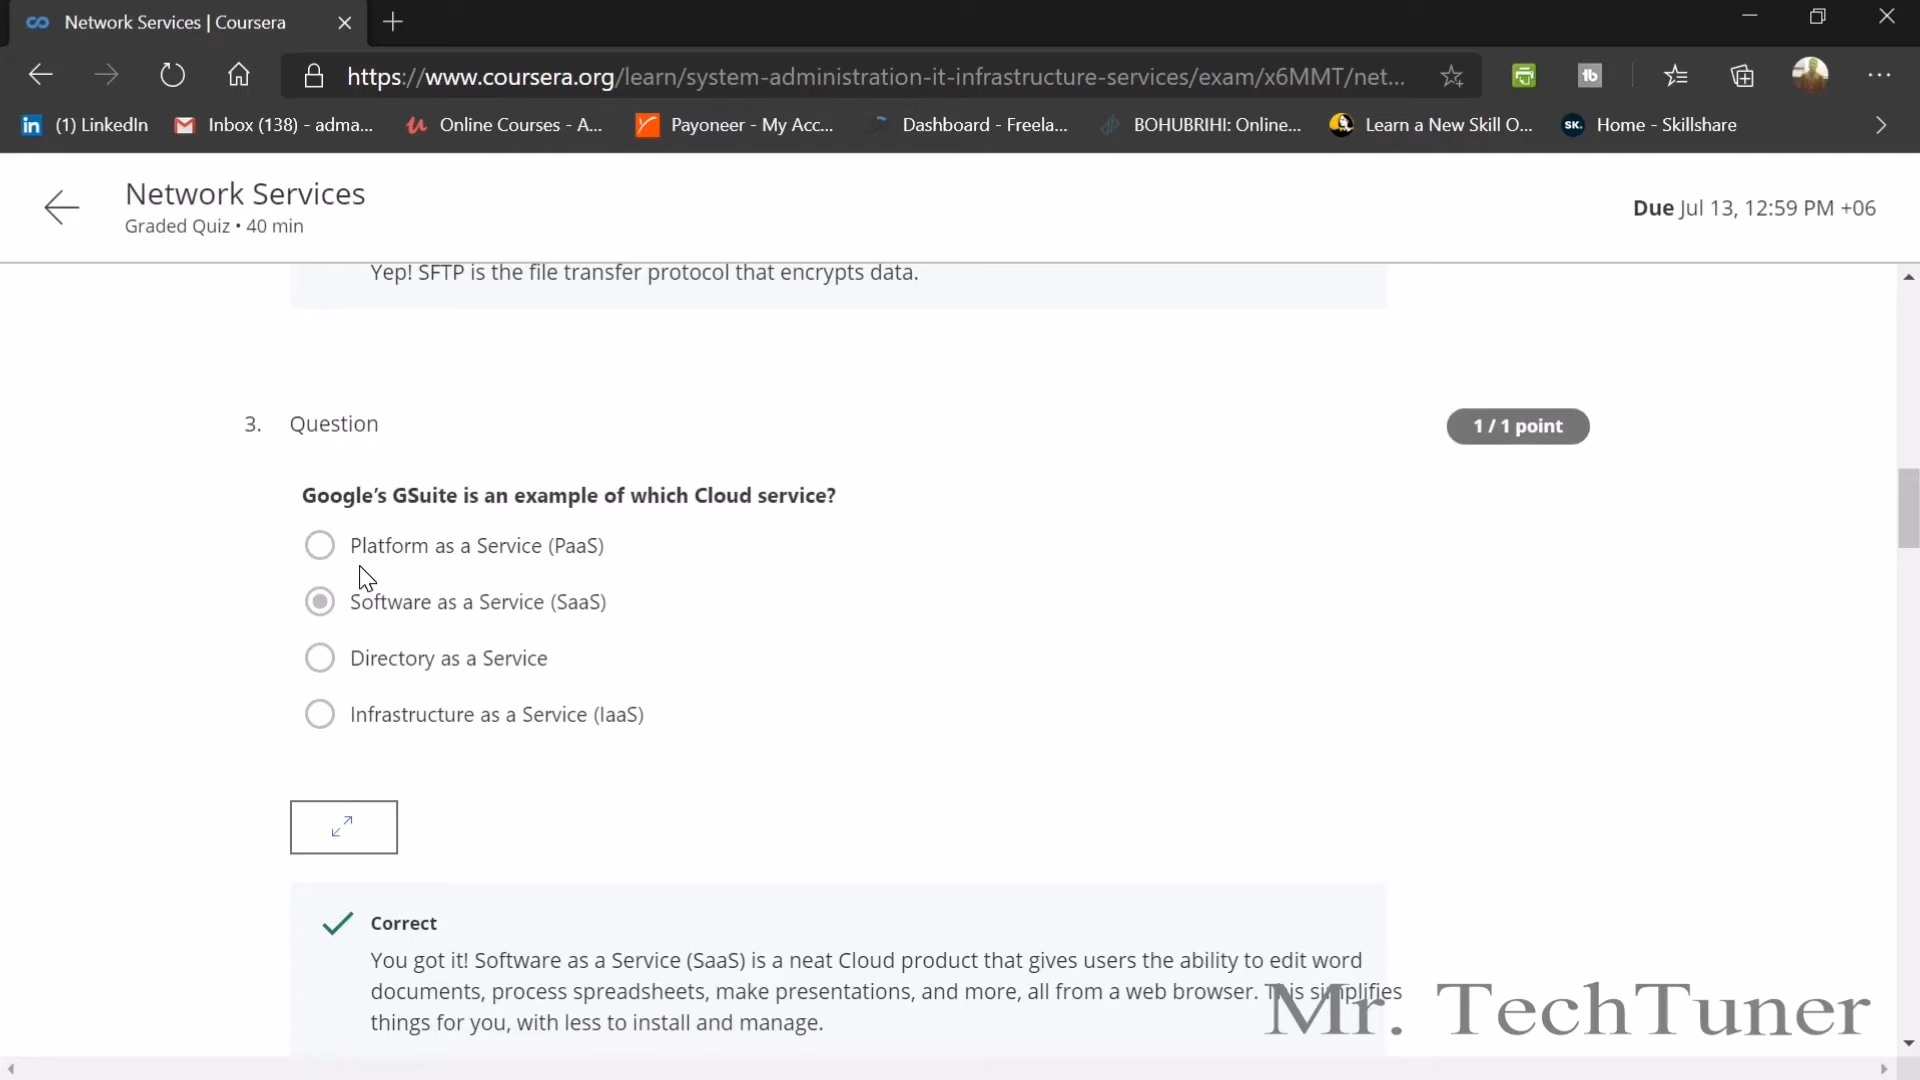 Network Services | Coursera
https://www.coursera.org/learn/system-administration-it-infrastructure-services/exam/x6MMT/net...
(1) LinkedIn
Inbox (138) - adma...
Online Courses - A...
Payoneer - My Acc...
Dashboard - Freela...
BOHUBRIHI: Online...
Learn a New Skill O...
SK.
Home - Skillshare
Network Services
Graded Quiz • 40 min
Due Jul 13, 12:59 PM +06
Yep! SFTP is the file transfer protocol that encrypts data.
3. Question
1 / 1 point
Google's GSuite is an example of which Cloud service?
Platform as a Service (PaaS)
Software as a Service (SaaS)
Directory as a Service
Infrastructure as a Service (IaaS)
Correct
You got it! Software as a Service (SaaS) is a neat Cloud product that gives users the ability to edit word
documents, process spreadsheets, make presentations, and more, all from a web browser. This simplifies
things for you, with less to install and manage.
Mr. TechTuner